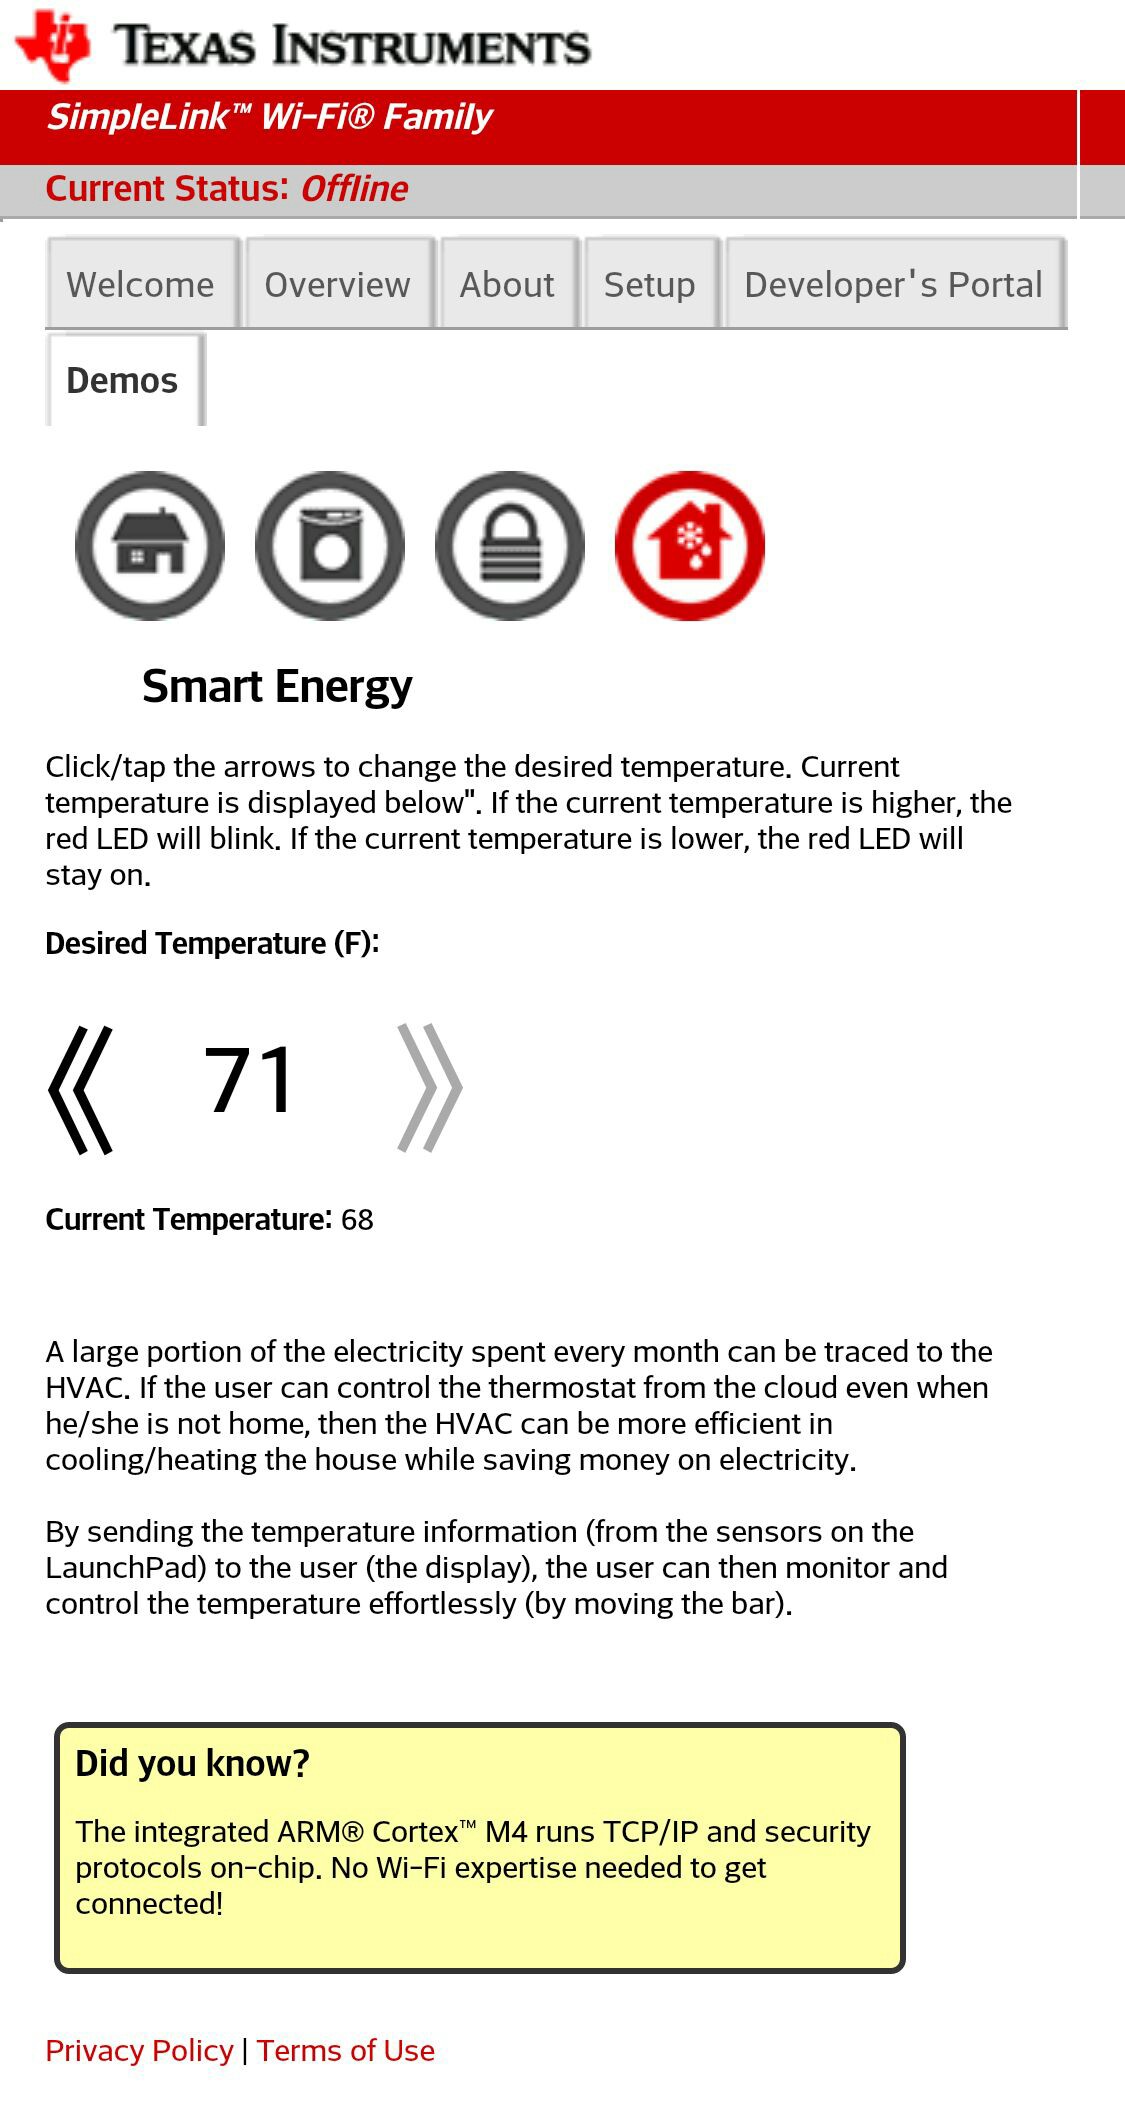 TEXAS INSTRUMENTS
SimpleLink™ Wi-Fi® Family
Current Status: Offline
Welcome Overview About Setup Developer's Portal
Demos
Smart Energy
Click/tap the arrows to change the desired temperature. Current
temperature is displayed below". If the current temperature is higher, the
red LED will blink. If the current temperature is lower, the red LED will
stay on.
Desired Temperature (F):
71
Current Temperature: 68
A large portion of the electricity spent every month can be traced to the
HVAC. If the user can control the thermostat from the cloud even when
he/she is not home, then the HVAC can be more efficient in
cooling/heating the house while saving money on electricity.
By sending the temperature information (from the sensors on the
LaunchPad) to the user (the display), the user can then monitor and
control the temperature effortlessly (by moving the bar).
Did you know?
The integrated ARM® Cortex™ M4 runs TCP/IP and security
protocols on-chip. No Wi-Fi expertise needed to get
connected!
Privacy Policy | Terms of Use